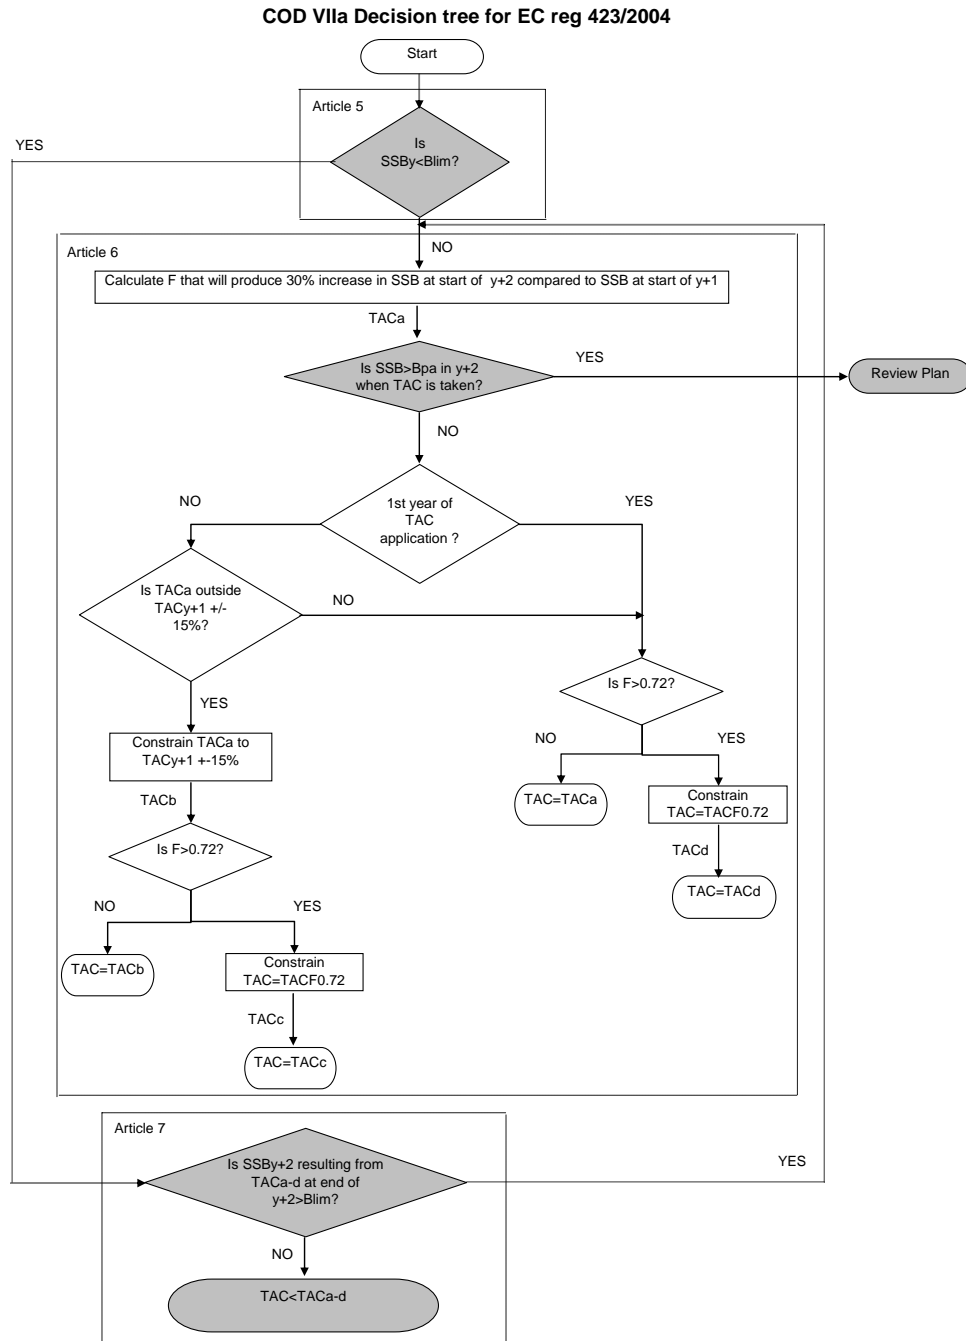 COD VIIa Decision tree for EC reg 423/2004
Start
Article 5
YES
Is
SSBy<Blim?
NO
Article 6
Calculate F that will produce 30% increase in SSB at start of  y+2 compared to SSB at start of y+1
TACa
Is SSB>Bpa in y+2
when TAC is taken?
YES
Review Plan
NO
NO
1st year of
TAC
application ?
YES
Is TACa outside
TACy+1 +/-
15%?
NO
Is F>0.72?
YES
Constrain TACa to
TACy+1 +-15%
NO
YES
TACb
TAC=TACa
Constrain
TAC=TACF0.72
Is F>0.72?
TACd
TAC=TACd
NO
YES
TAC=TACb
Constrain
TAC=TACF0.72
TACc
TAC=TACc
Article 7
Is SSBy+2 resulting from
TACa-d at end of
y+2>Blim?
YES
NO
TAC<TACa-d